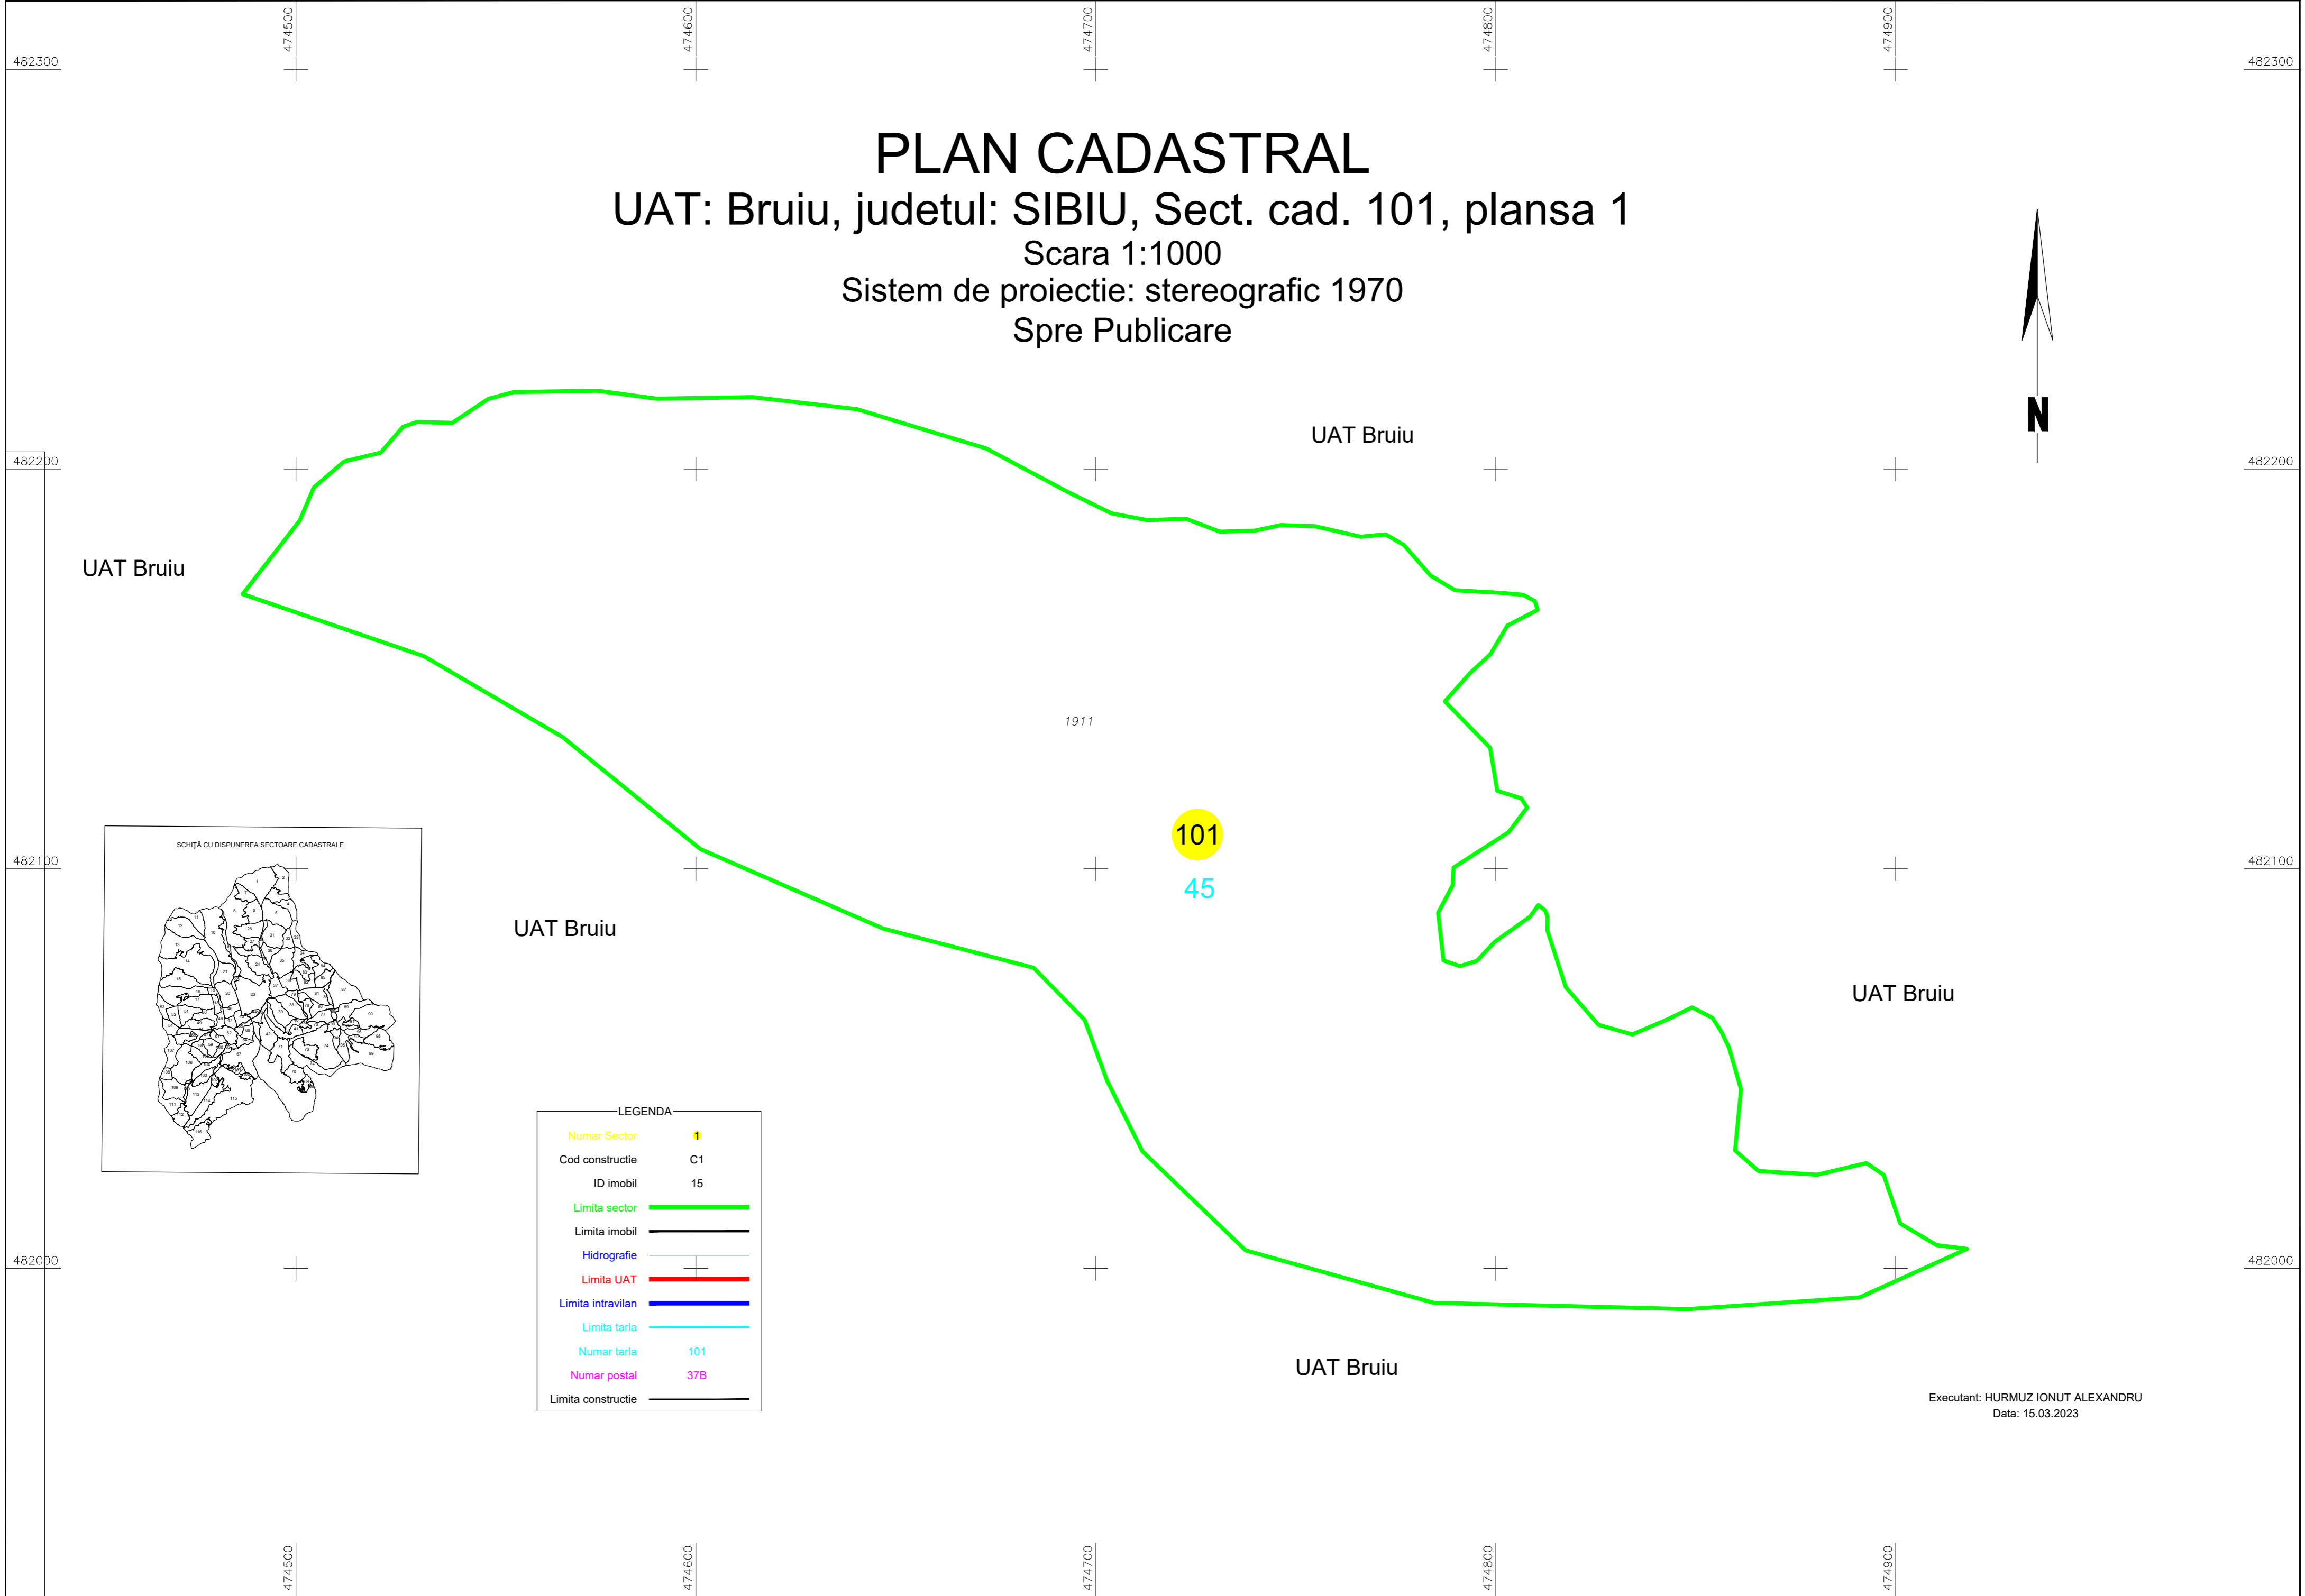 474500
474600
474700
474800
474900
482300
482300
PLAN CADASTRAL
UAT: Bruiu, judetul: SIBIU, Sect. cad. 101, plansa 1
Scara 1:1000
Sistem de proiectie: stereografic 1970
Spre Publicare
N
UAT Bruiu
482200
482200
UAT Bruiu
1911
101
45
SCHIŢĂ CU DISPUNEREA SECTOARE CADASTRALE
482100
482100
UAT Bruiu
UAT Bruiu
LEGENDA
Numar Sector 1
Cod constructie C1
ID imobil 15
Limita sector
Limita imobil
Hidrografie
Limita UAT
Limita intravilan
Limita tarla
Numar tarla 101
Numar postal 37B
Limita constructie
482000
482000
UAT Bruiu
Executant: HURMUZ IONUT ALEXANDRU
Data: 15.03.2023
474500
474600
474700
474800
474900